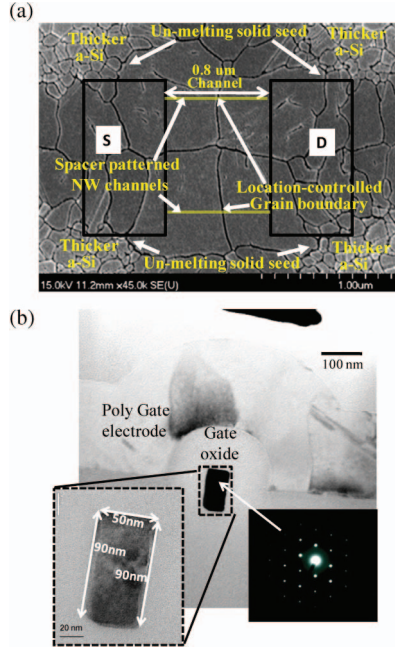 (a)
Thicker
a-Si
Un-melting solid seed
Thicker
a-Si
0.8 um
Channel
S
D
Spacer patterned
NW channels
Location-controlled
Grain boundary
Thicker
a-Si
Un-melting solid seed
Thicker
a-Si
15.0kV 11.2mm x45.0k SE(U)
1.00um
(b)
100 nm
Poly Gate
electrode
Gate
oxide
50nm
90nm
90nm
20 nm